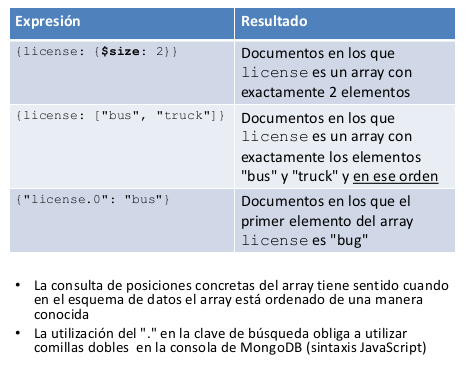 Expresión Resultado
{license: {$size: 2}} Documentos en los que
license es un array con
exactamente 2 elementos
{license: ["bus", "truck"]} Documentos en los que
license es un array con
exactamente los elementos
"bus" y "truck" y en ese orden
{"license.0": "bus"} Documentos en los que el
primer elemento del array
license es "bug"
• La consulta de posiciones concretas del array tiene sentido cuando
en el esquema de datos el array está ordenado de una manera
conocida
• La utilización del "." en la clave de búsqueda obliga a utilizar
comillas dobles en la consola de MongoDB (sintaxis JavaScript)